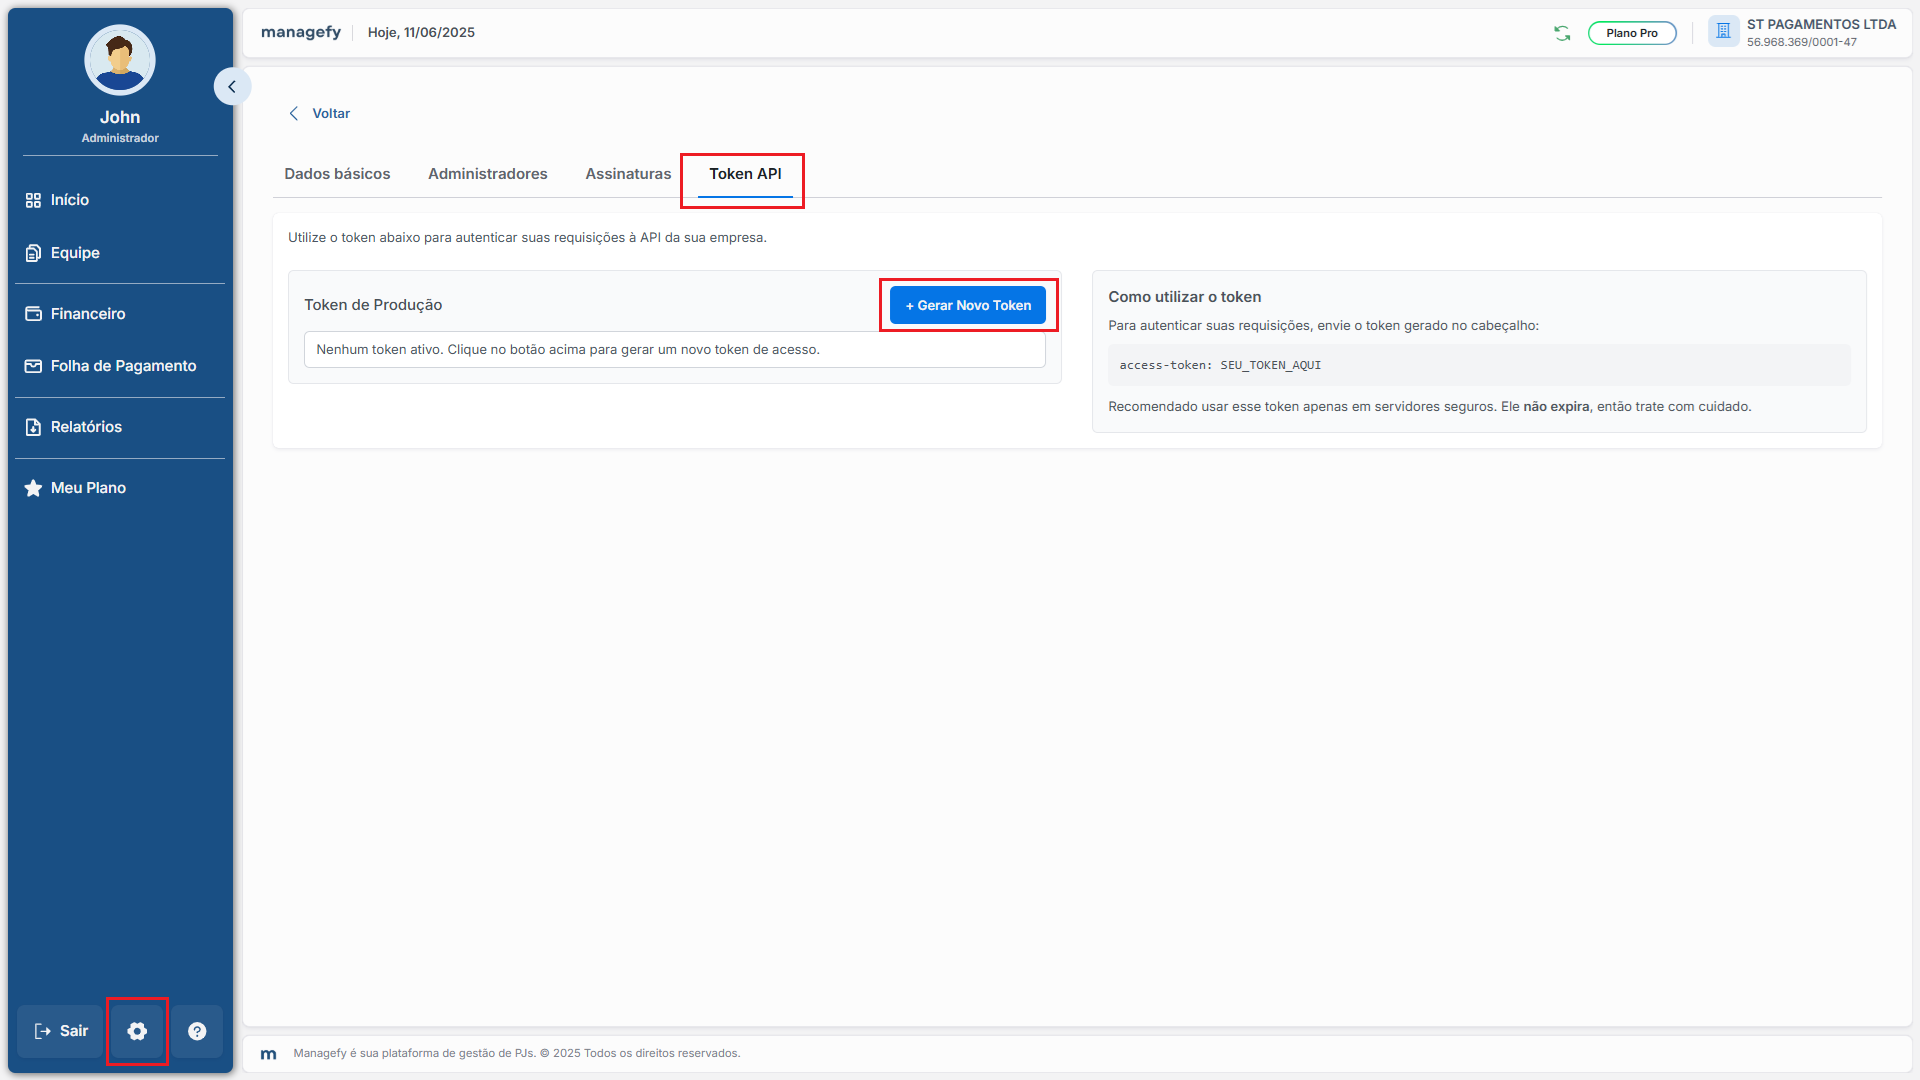 John
Administrador
Início
Equipe
Financeiro
Folha de Pagamento
Relatórios
Meu Plano
Sair
managefy
Hoje, 11/06/2025
Plano Pro
ST PAGAMENTOS LTDA
56.968.369/0001-47
Voltar
Dados básicos
Administradores
Assinaturas
Token API
Utilize o token abaixo para autenticar suas requisições à API da sua empresa.
Token de Produção
+ Gerar Novo Token
Nenhum token ativo. Clique no botão acima para gerar um novo token de acesso.
Como utilizar o token
Para autenticar suas requisições, envie o token gerado no cabeçalho:
access-token: SEU_TOKEN_AQUI
Recomendado usar esse token apenas em servidores seguros. Ele não expira, então trate com cuidado.
m
Managefy é sua plataforma de gestão de PJs. © 2025 Todos os direitos reservados.